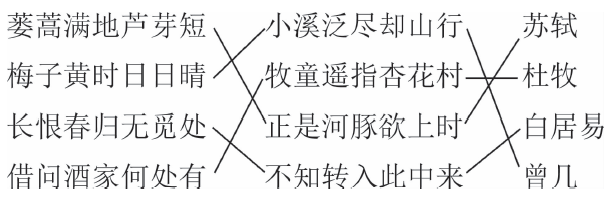 蒌蒿满地芦芽短 小溪泛尽却山行 苏轼
梅子黄时日日晴 牧童遥指杏花村 杜牧
长恨春归无觅处 正是河豚欲上时 白居易
借问酒家何处有 不知转入此中来 曾几